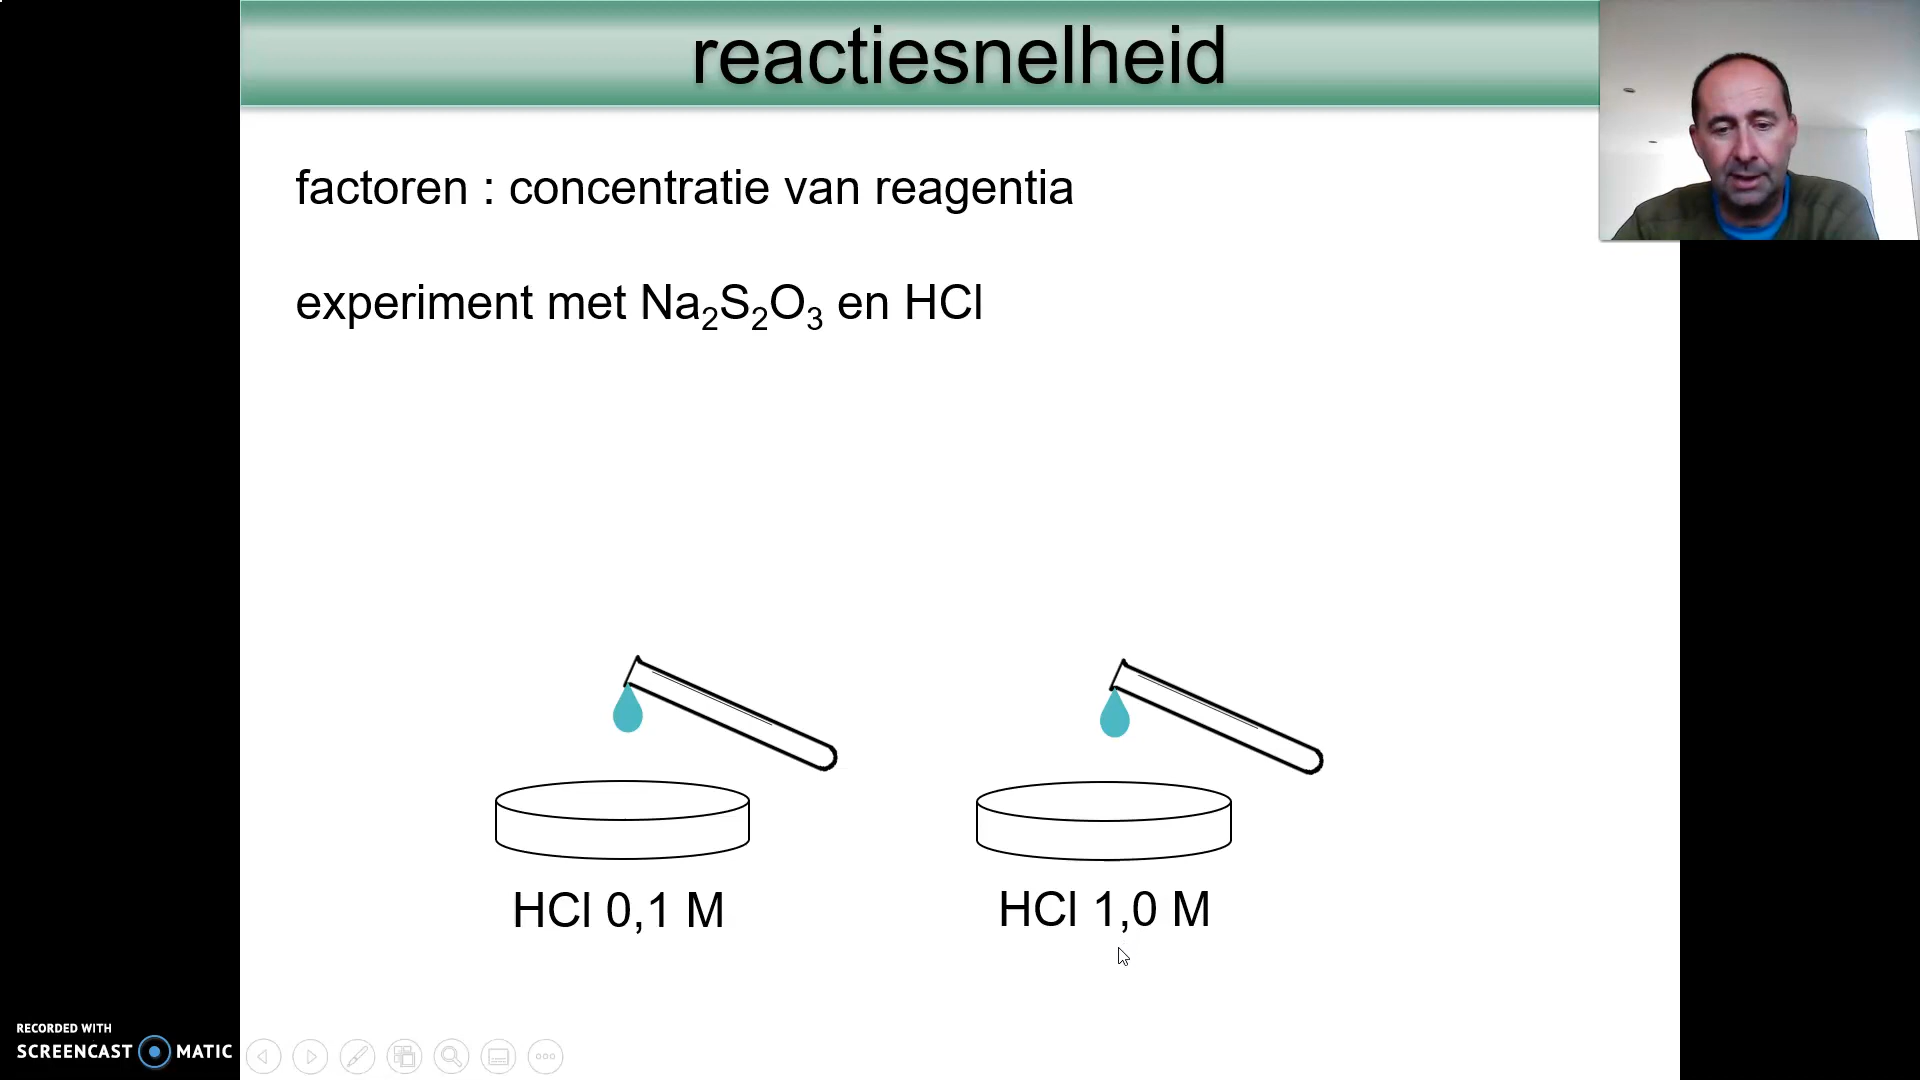 reactiesnelheid
factoren : concentratie van reagentia
experiment met Na₂S₂O₃ en HCl
HCl 0,1 M
HCl 1,0 M
RECORDED WITH
SCREENCAST MATIC